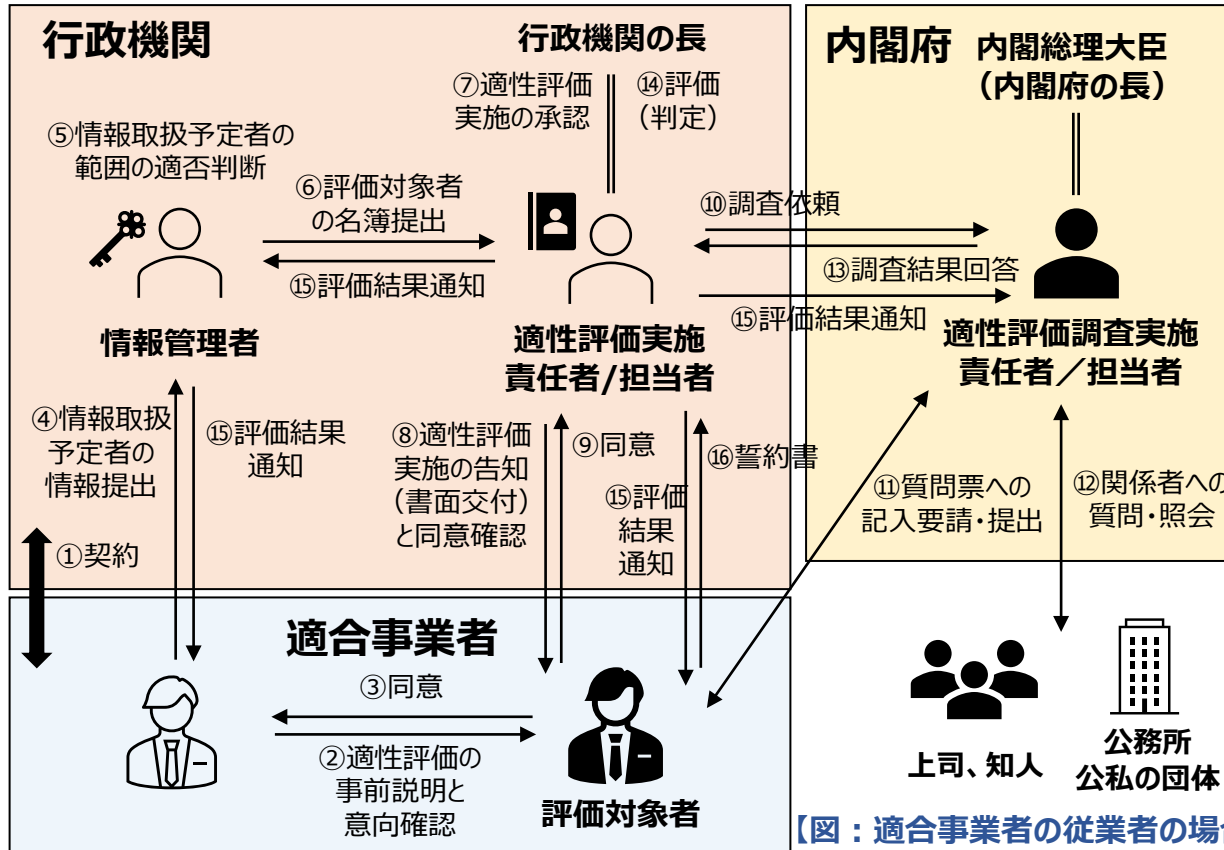 行政機関
行政機関の長
⑦適性評価
実施の承認
⑭評価
(判定)
⑤情報取扱予定者の
範囲の適否判断
⑥評価対象者
の名簿提出
⑮評価結果通知
情報管理者
適性評価実施
責任者/担当者
内閣府
内閣総理大臣
(内閣府の長)
⑩調査依頼
⑬調査結果回答
⑮評価結果通知
適性評価調査実施
責任者/担当者
④情報取扱
予定者の
情報提出
⑮評価結果
通知
⑧適性評価
実施の告知
(書面交付)
と同意確認
⑨同意
⑯誓約書
⑮評価
結果
通知
⑪質問票への
記入要請・提出
⑫関係者への
質問・照会
①契約
適合事業者
③同意
②適性評価の
事前説明と
意向確認
評価対象者
上司、知人
公務所
公私の団体
【図:適合事業者の従業者の場合